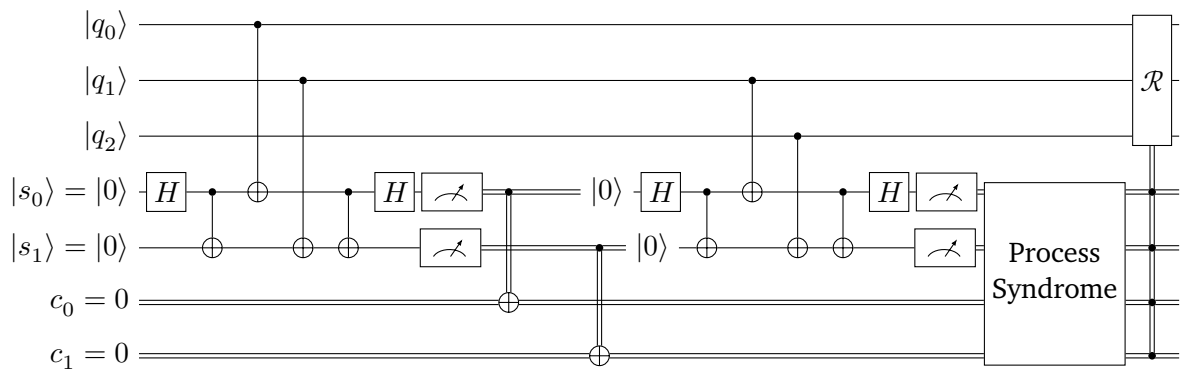 |q₀⟩
|q₁⟩
ℛ
|q₂⟩
|s₀⟩ = |0⟩ H H |0⟩ H H
|s₁⟩ = |0⟩ |0⟩
Process
Syndrome
c₀ = 0
c₁ = 0